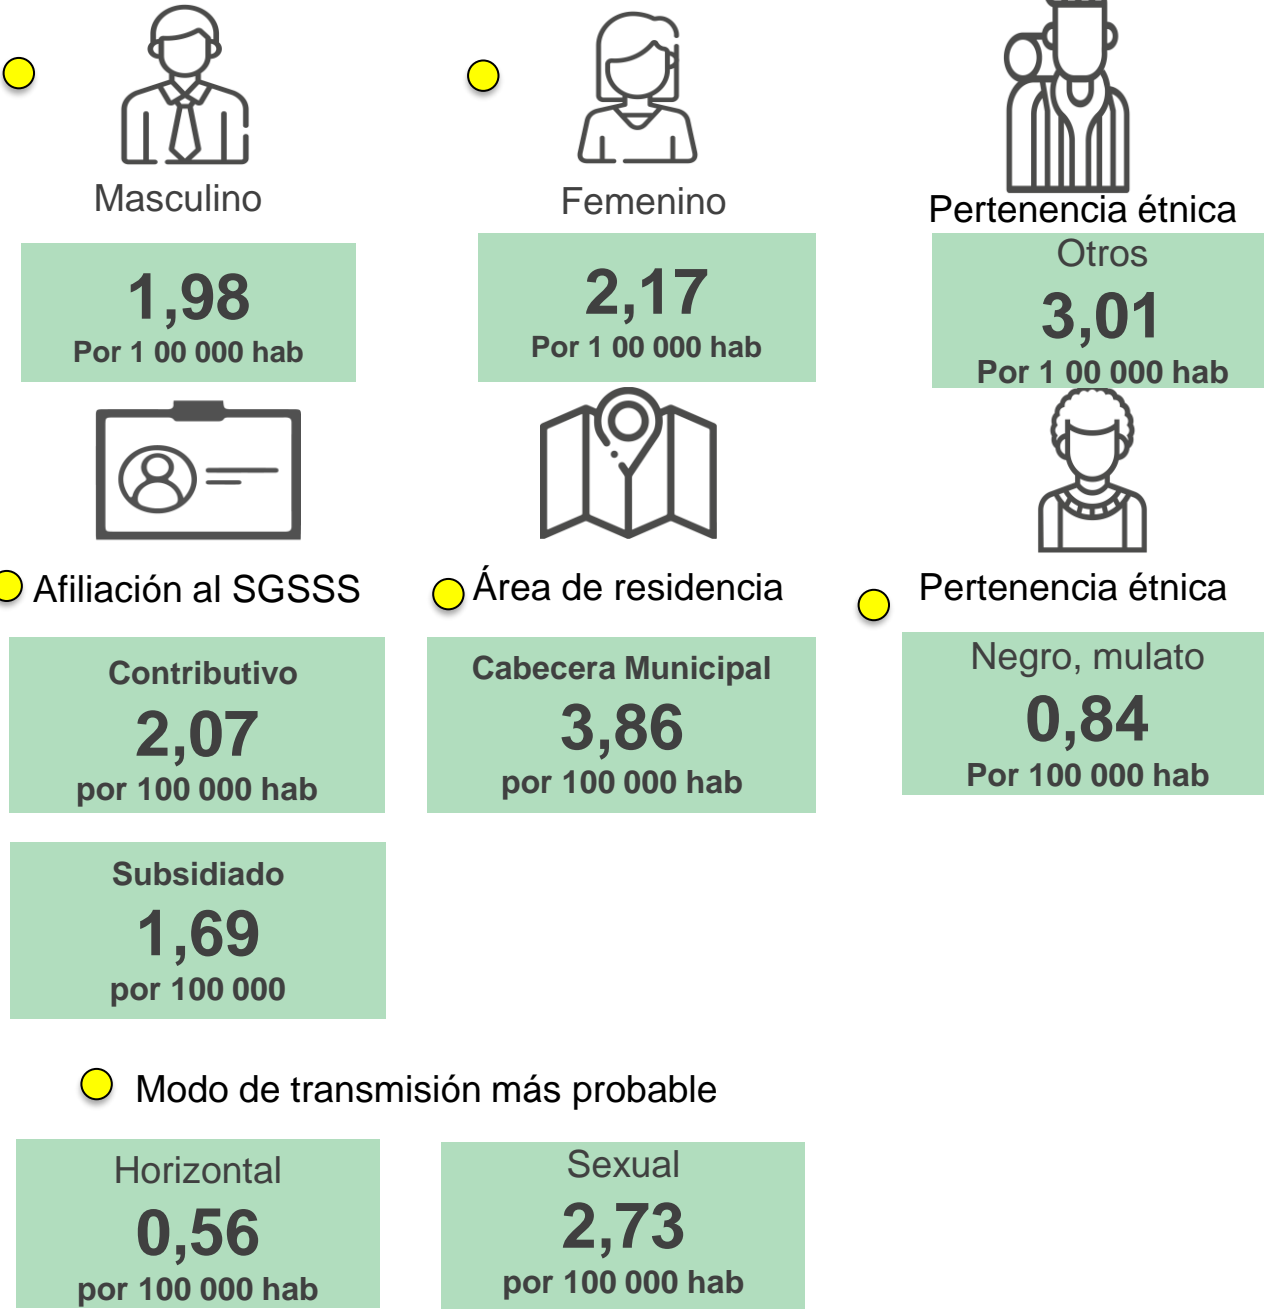 Masculino
1,98
Por 1 00 000 hab
Femenino
2,17
Por 1 00 000 hab
Pertenencia étnica
Otros
3,01
Por 1 00 000 hab
Afiliación al SGSSS
Contributivo
2,07
por 100 000 hab
Subsidiado
1,69
por 100 000
Área de residencia
Cabecera Municipal
3,86
por 100 000 hab
Pertenencia étnica
Negro, mulato
0,84
Por 100 000 hab
Modo de transmisión más probable
Horizontal
0,56
por 100 000 hab
Sexual
2,73
por 100 000 hab